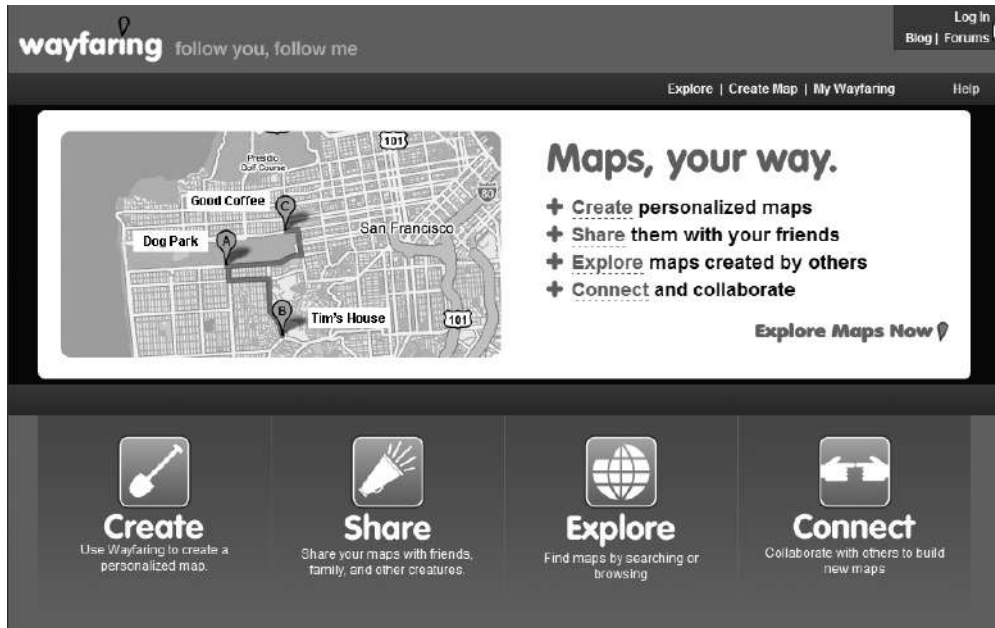 Log In
wayfaring follow you, follow me
Blog | Forums
Explore | Create Map | My Wayfaring Help
101
Presidio
Golf Course
80
Good Coffee C
San Francisco
Dog Park A
B
Tim's House
101
Maps, your way.
+ Create personalized maps
+ Share them with your friends
+ Explore maps created by others
+ Connect and collaborate
Explore Maps Now
Create
Use Wayfaring to create a
personalized map.
Share
Share your maps with friends,
family, and other creatures.
Explore
Find maps by searching or
browsing
Connect
Collaborate with others to build
new maps